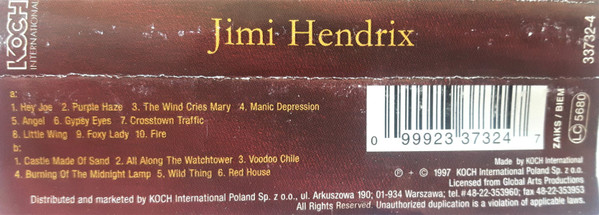 KOCH
INTERNATIONAL
Jimi Hendrix
33732-4
a:
1. Hey Joe 2. Purple Haze 3. The Wind Cries Mary 4. Manic Depression
5. Angel 6. Gypsy Eyes 7. Crosstown Traffic
8. Little Wing 9. Foxy Lady 10. Fire
b:
1. Castle Made Of Sand 2. All Along The Watchtower 3. Voodoo Chile
4. Burning Of The Midnight Lamp 5. Wild Thing 6. Red House
0 99923 37324 7
ZAIKS / BIEM
LC 5680
Made by KOCH International
℗ + © 1997 KOCH International Poland Sp. z o.o.,
Licensed from Global Arts Productions
Distributed and marketed by KOCH International Poland Sp. z o.o., ul. Arkuszowa 190; 01-934 Warszawa; tel.*48-22-353960; fax *48-22-353953
All Rights Reserved. Unauthorized duplication is a violation of applicable laws.